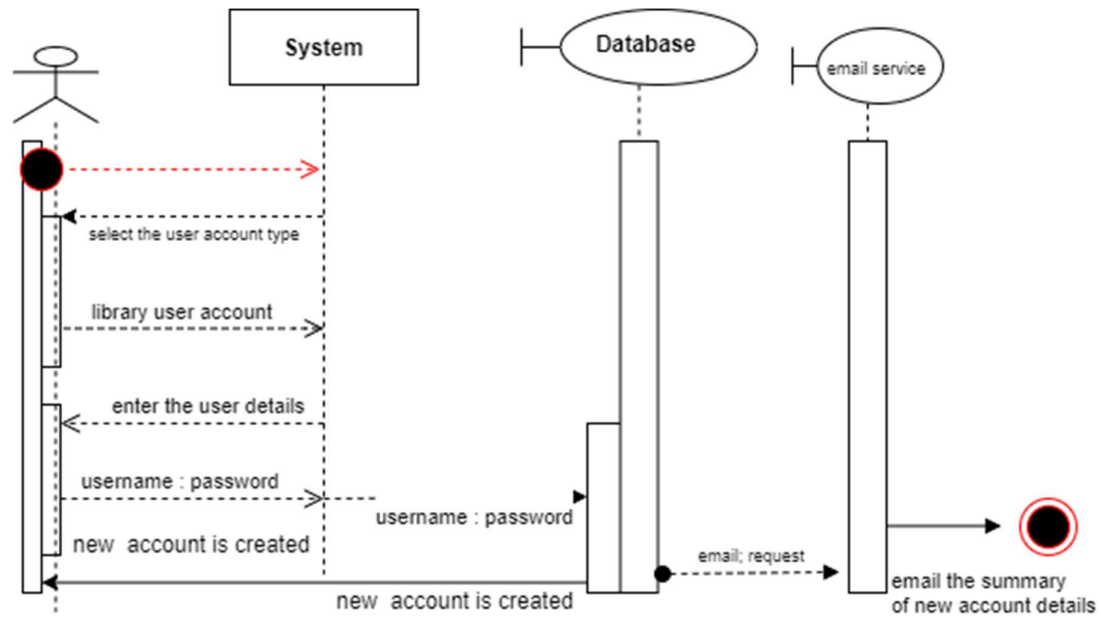 System
Database
email service
select the user account type
library user account
enter the user details
username : password
username : password
new account is created
email; request
new account is created
email the summary
of new account details